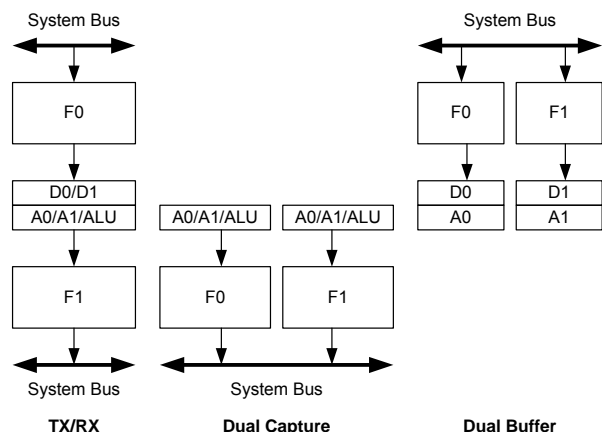 System Bus
F0
D0/D1
A0/A1/ALU
F1
System Bus
TX/RX
A0/A1/ALU
A0/A1/ALU
F0
F1
System Bus
Dual Capture
System Bus
F0
F1
D0
D1
A0
A1
Dual Buffer